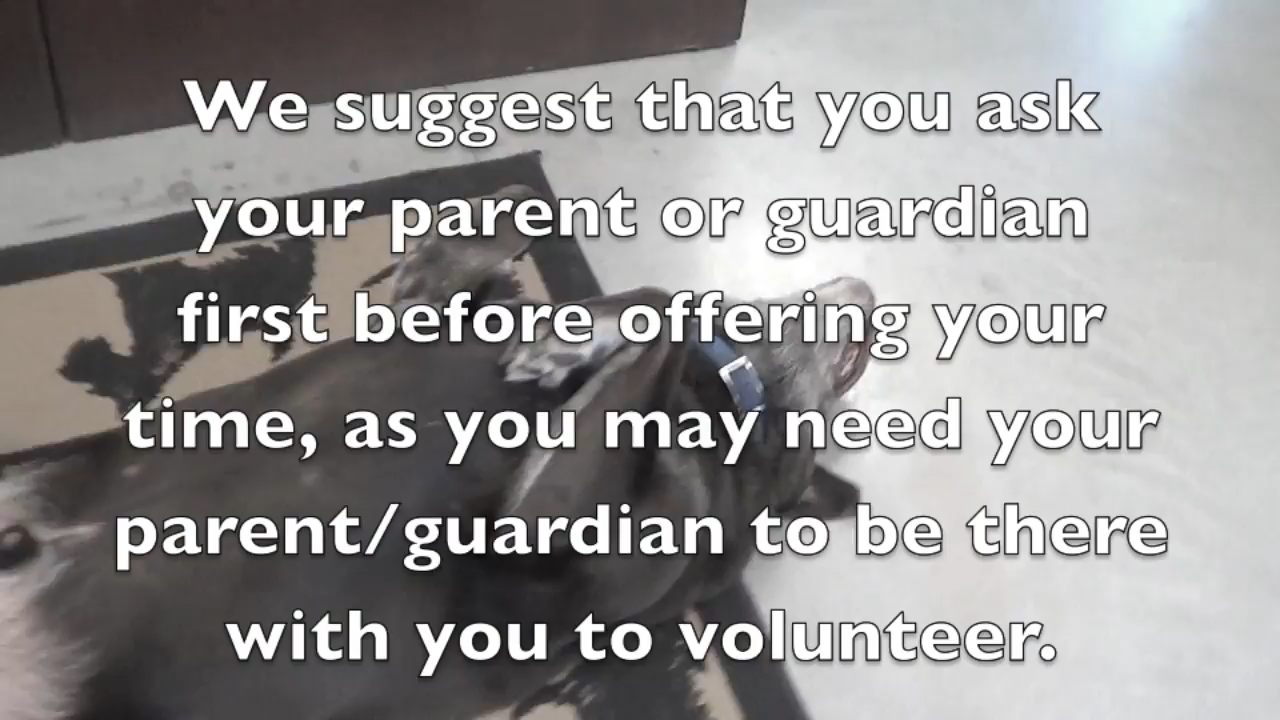 We suggest that you ask
your parent or guardian
first before offering your
time, as you may need your
parent/guardian to be there
with you to volunteer.